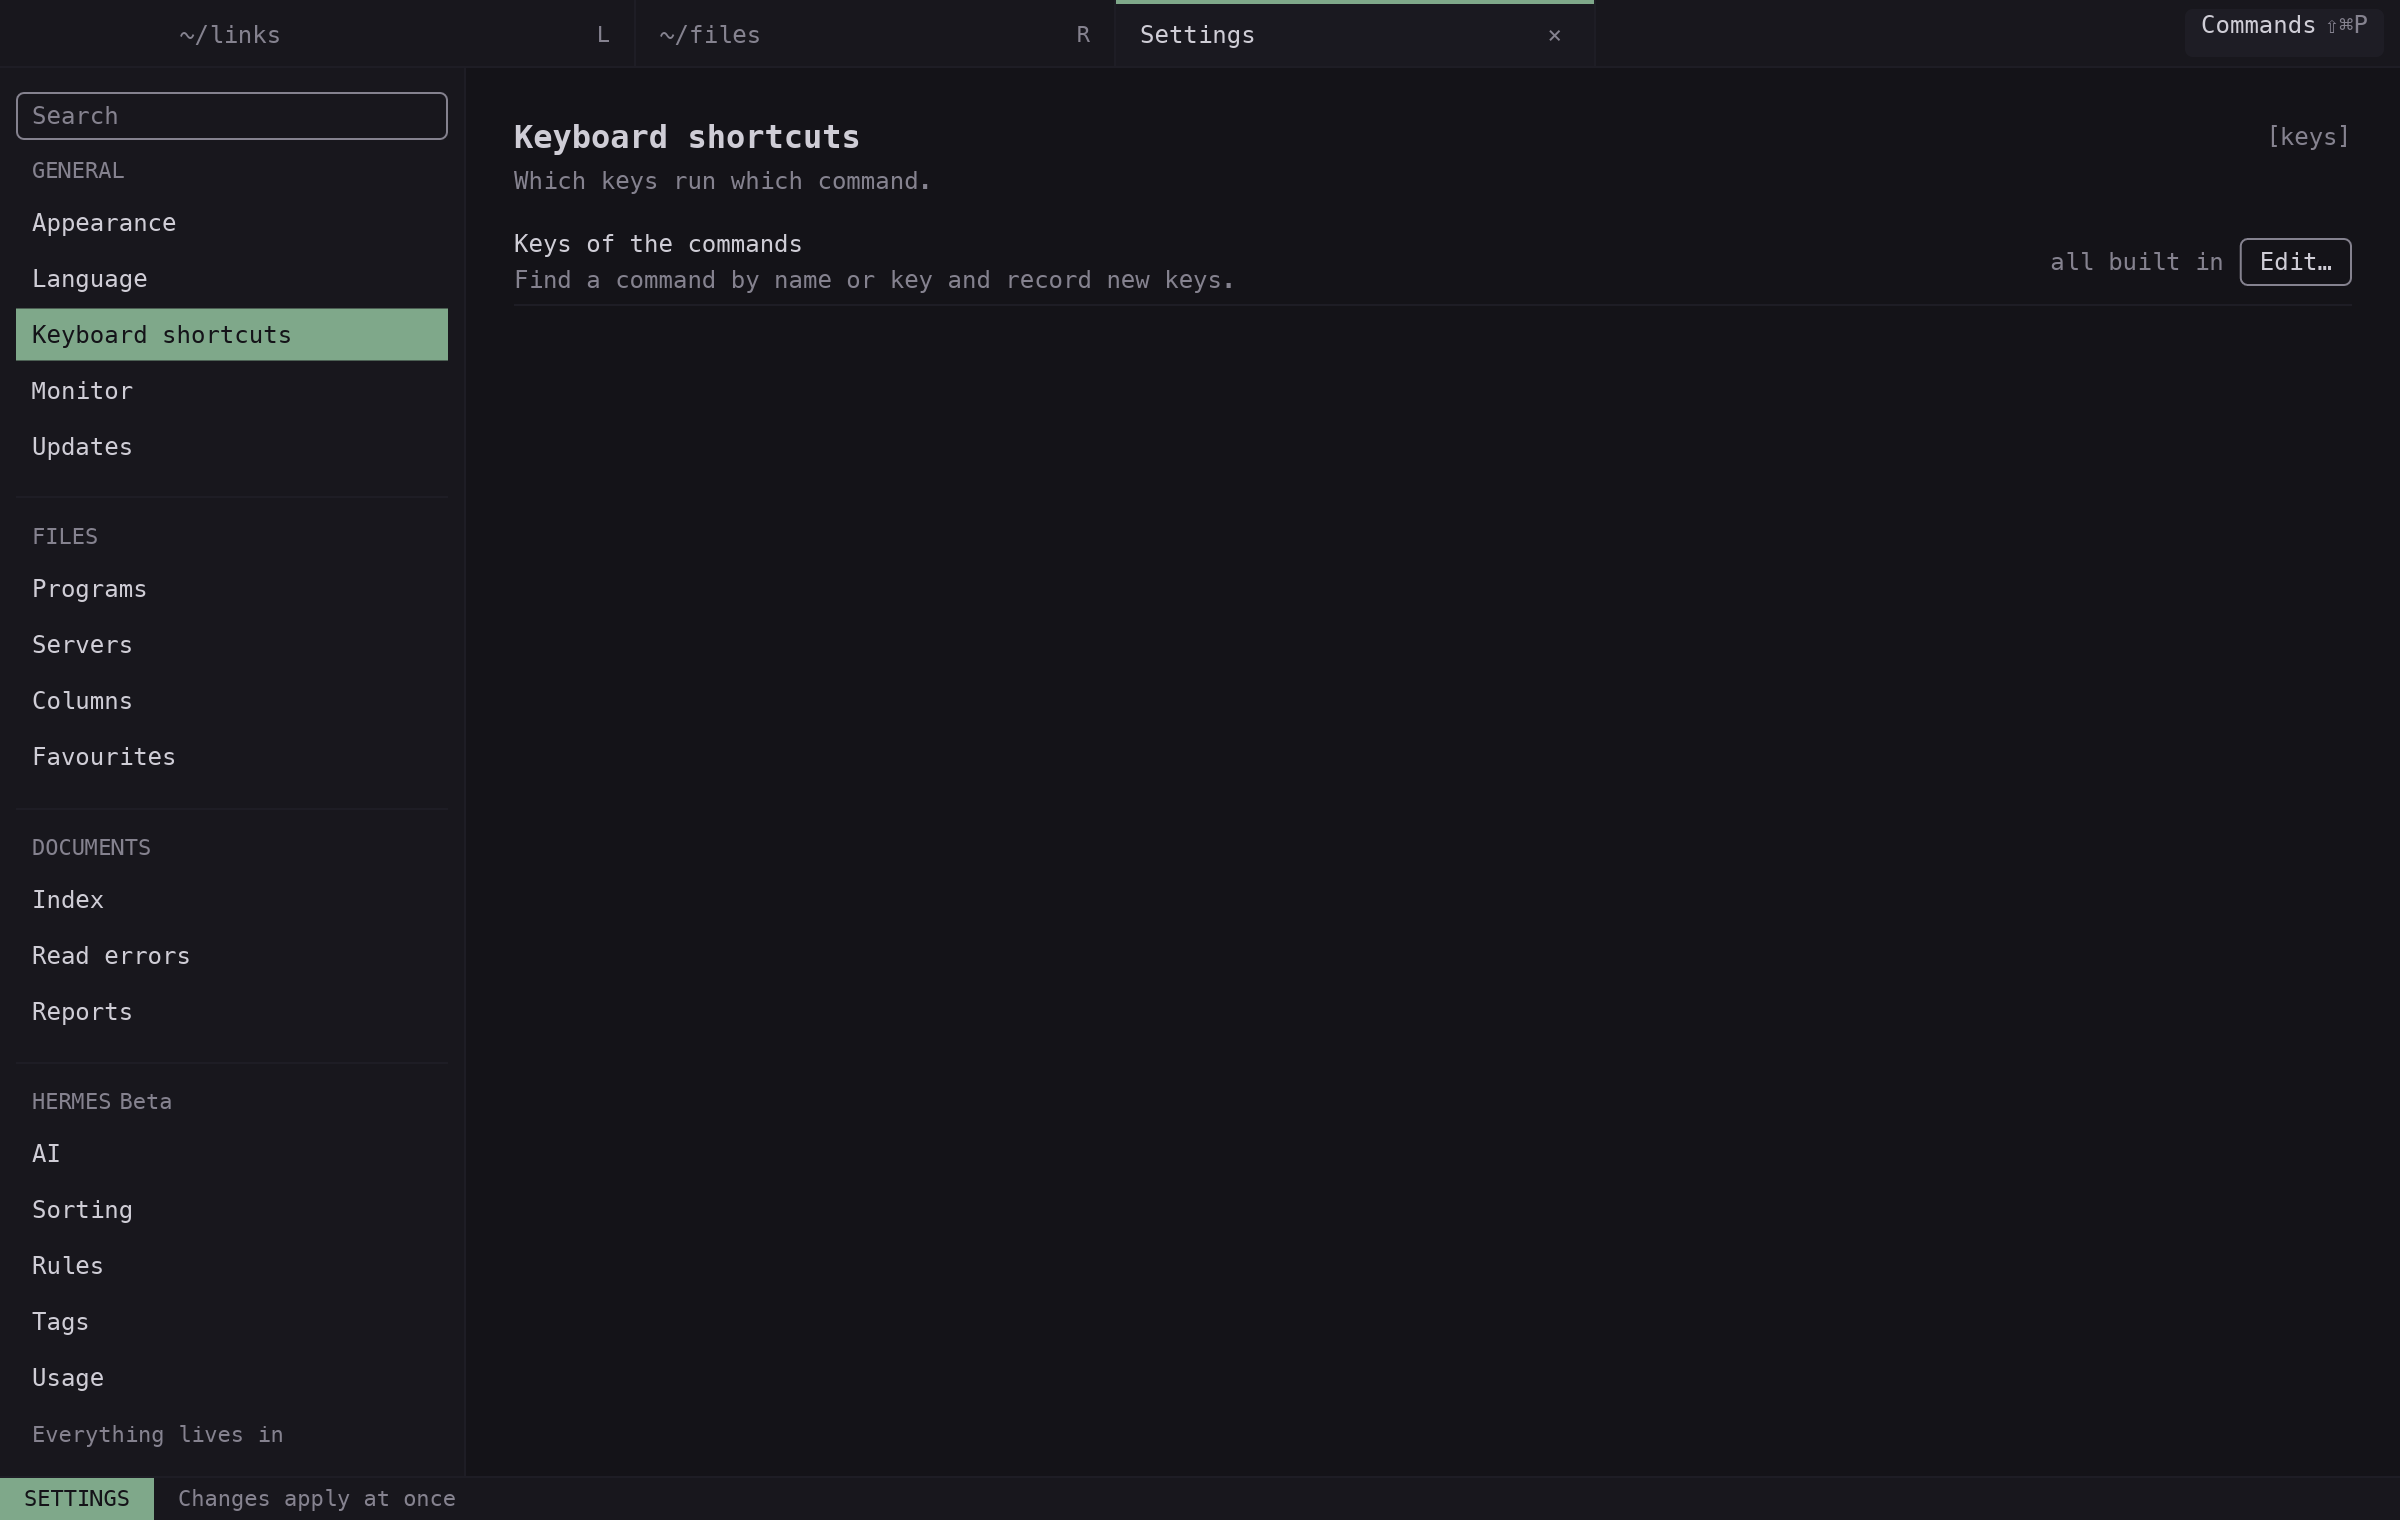 ~/links L ~/files R Settings × Commands ⇧⌘P
Search
GENERAL
Appearance
Language
Keyboard shortcuts
Monitor
Updates
FILES
Programs
Servers
Columns
Favourites
DOCUMENTS
Index
Read errors
Reports
HERMES Beta
AI
Sorting
Rules
Tags
Usage
Everything lives in
Keyboard shortcuts [keys]
Which keys run which command.
Keys of the commands
Find a command by name or key and record new keys.
all built in Edit…
SETTINGS Changes apply at once